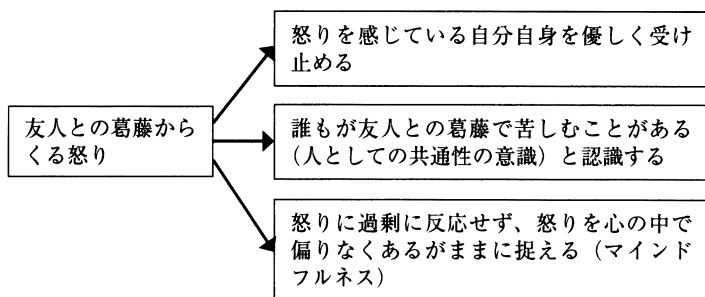 怒りを感じている自分自身を優しく受け
止める
友人との葛藤から
くる怒り
誰もが友人との葛藤で苦しむことがある
（人としての共通性の意識）と認識する
怒りに過剰に反応せず、怒りを心の中で
偏りなくあるがままに捉える（マインド
フルネス）